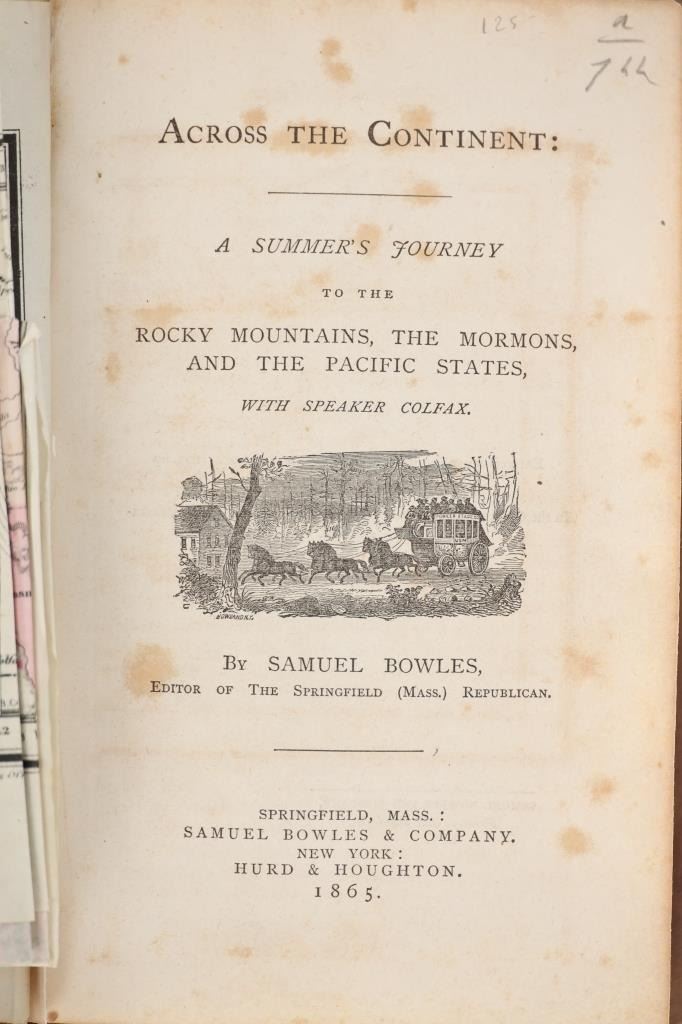 125
ACROSS THE CONTINENT:
A SUMMER'S JOURNEY
TO THE
ROCKY MOUNTAINS, THE MORMONS,
AND THE PACIFIC STATES,
WITH SPEAKER COLFAX.
BY SAMUEL BOWLES,
EDITOR OF THE SPRINGFIELD (MASS.) REPUBLICAN.
SPRINGFIELD, MASS.:
SAMUEL BOWLES & COMPANY.
NEW YORK:
HURD & HOUGHTON.
1865.